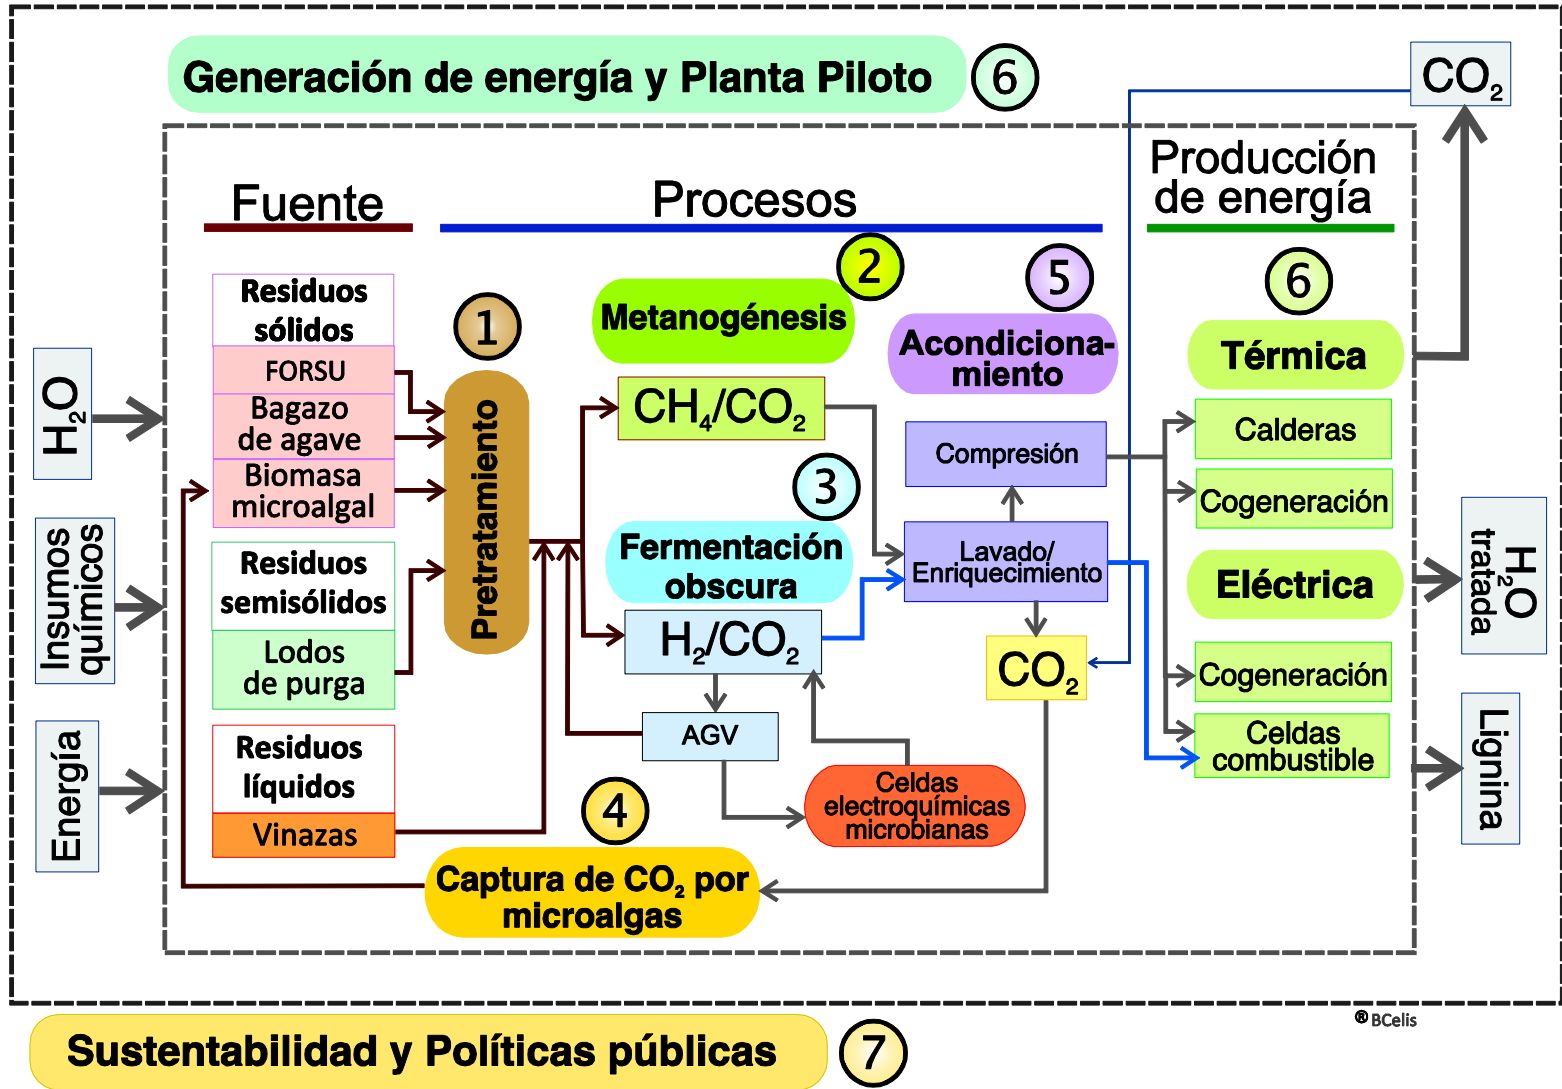 Generación de energía y Planta Piloto
6
CO₂
Fuente
Procesos
Producción
de energía
H₂O
Insumos
químicos
Energía
Residuos
sólidos
FORSU
Bagazo
de agave
Biomasa
microalgal
Residuos
semisólidos
Lodos
de purga
Residuos
líquidos
Vinazas
1
Pretratamiento
2
Metanogénesis
CH₄/CO₂
3
Fermentación
obscura
H₂/CO₂
AGV
Celdas
electroquímicas
microbianas
4
Captura de CO₂ por
microalgas
5
Acondiciona-
miento
Compresión
Lavado/
Enriquecimiento
CO₂
6
Térmica
Calderas
Cogeneración
Eléctrica
Cogeneración
Celdas
combustible
H₂O
tratada
Lignina
® BCelis
Sustentabilidad y Políticas públicas
7